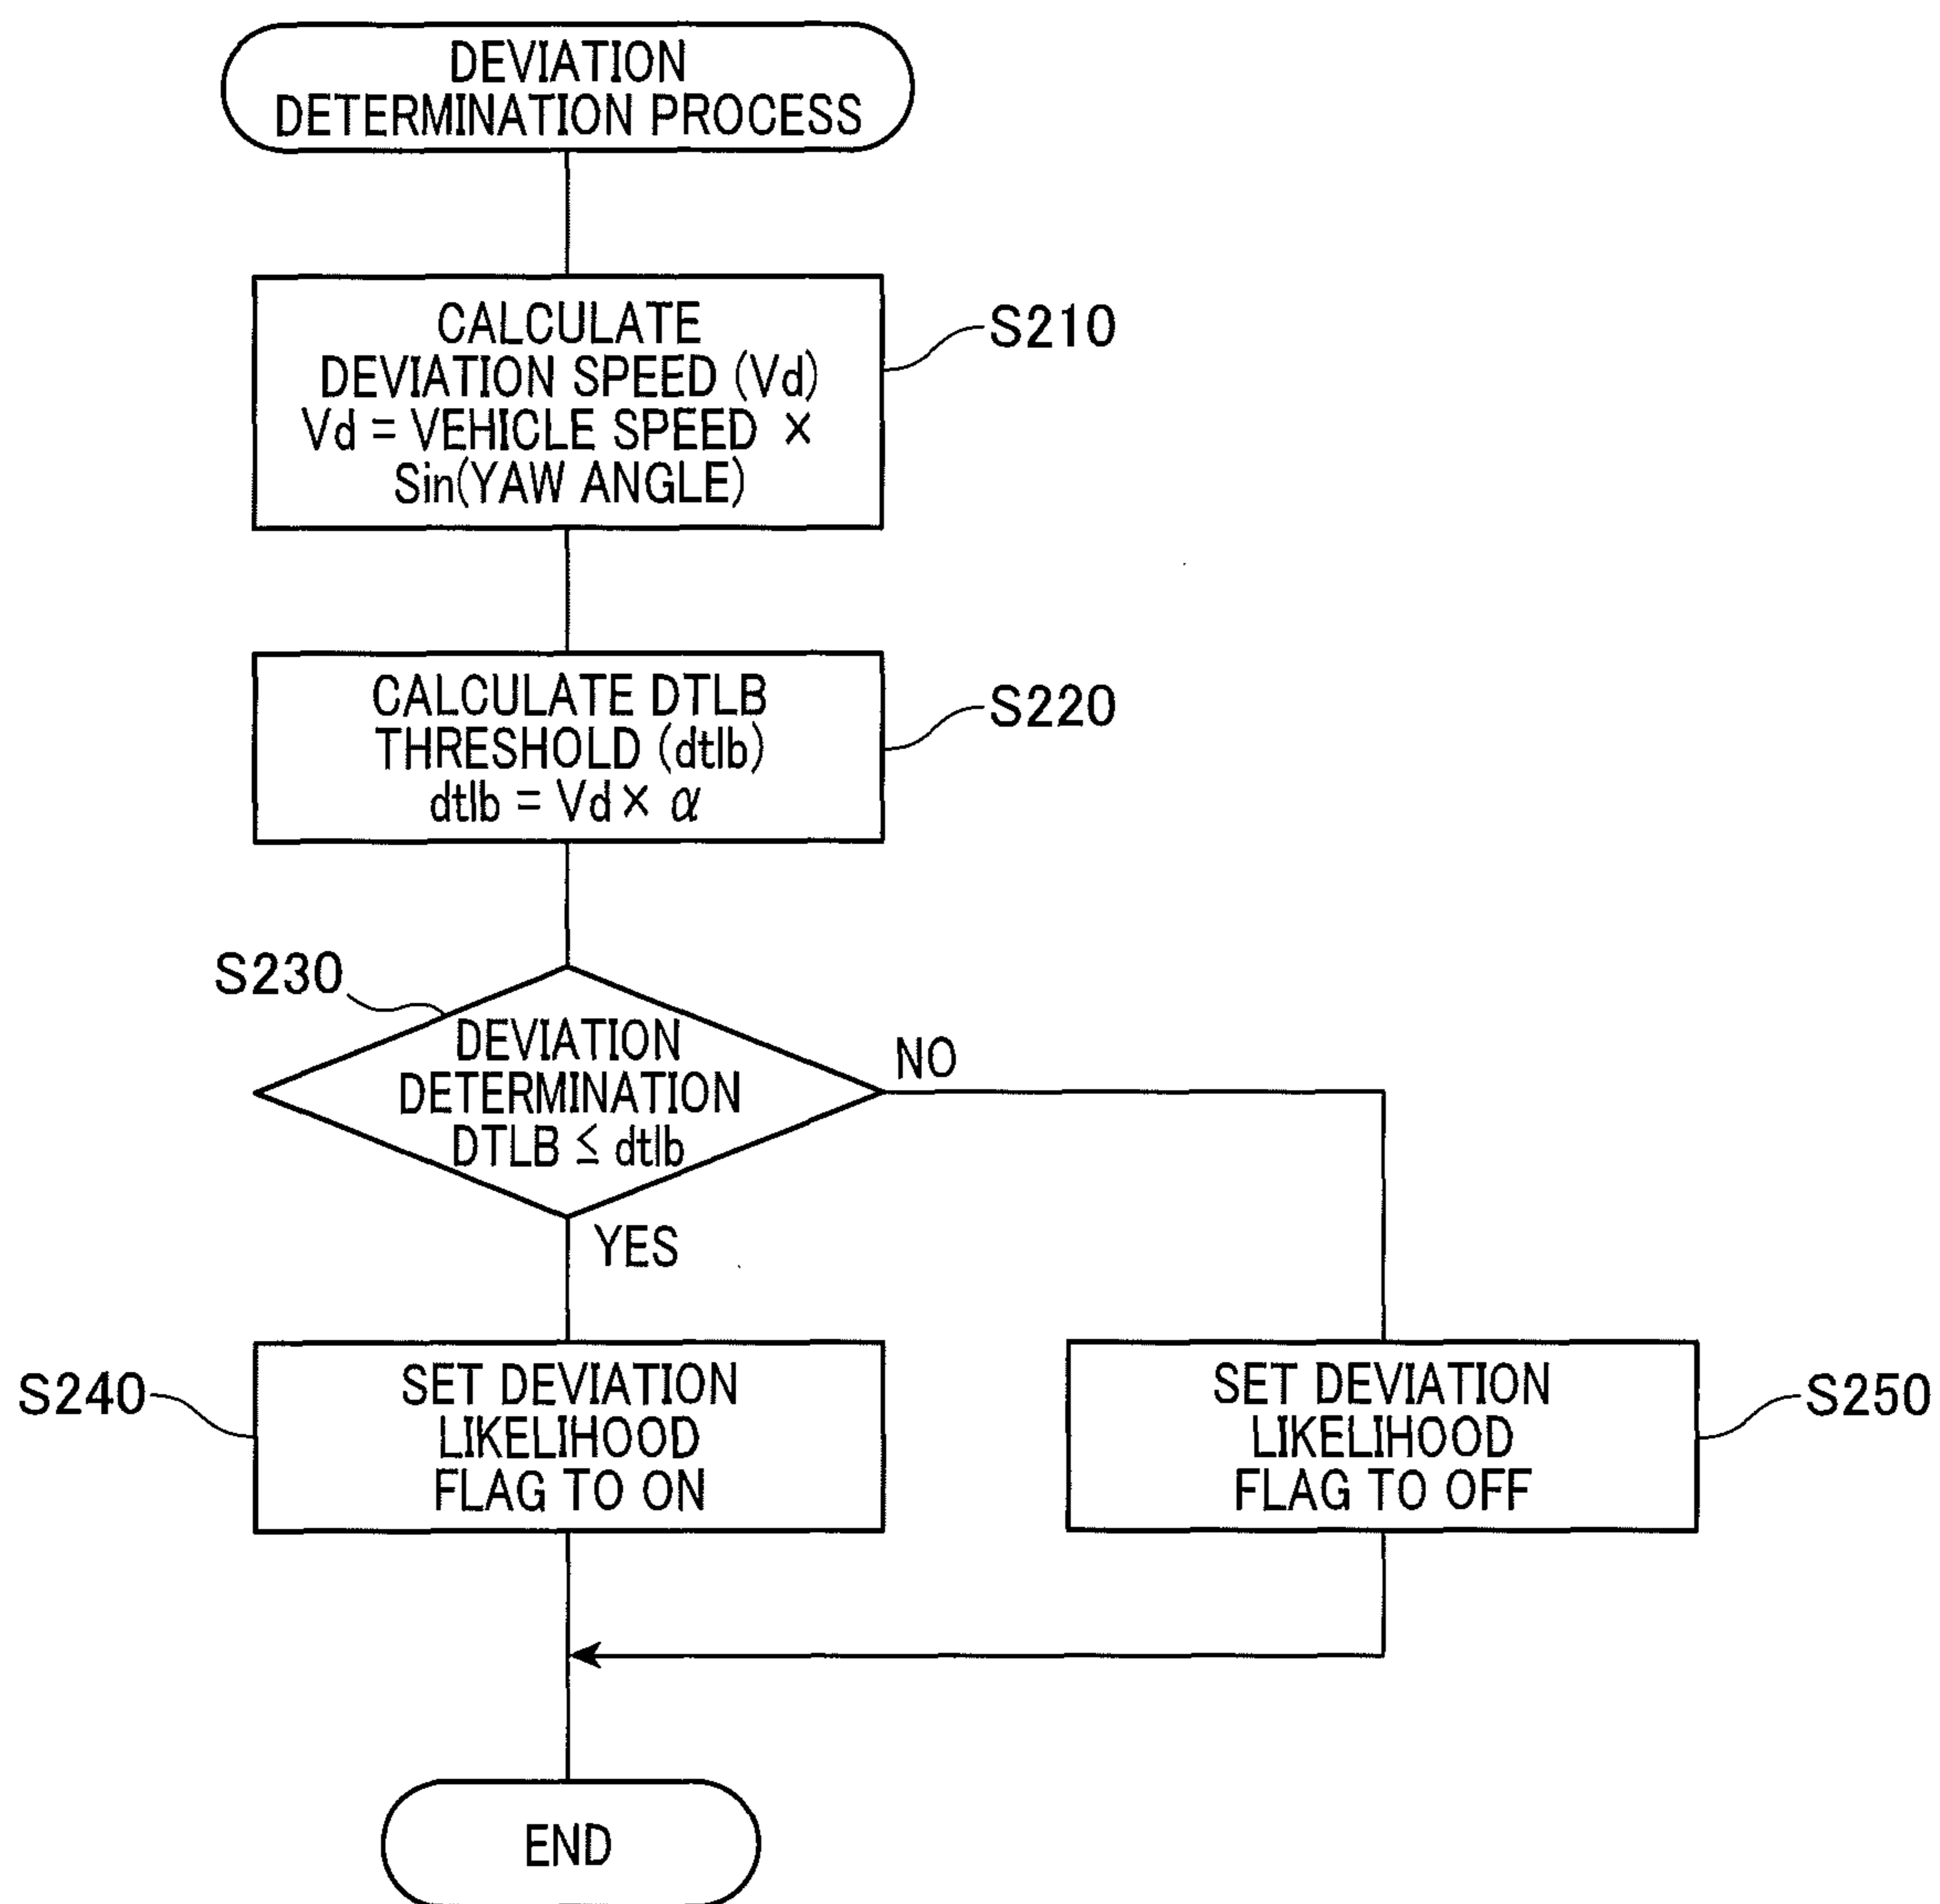 DEVIATION
DETERMINATION PROCESS
CALCULATE
DEVIATION SPEED (Vd)
Vd = VEHICLE SPEED ×
Sin(YAW ANGLE)
S210
CALCULATE DTLB
THRESHOLD (dtlb)
dtlb = Vd × α
S220
S230
DEVIATION
DETERMINATION
DTLB ≦ dtlb
NO
YES
S240
SET DEVIATION
LIKELIHOOD
FLAG TO ON
SET DEVIATION
LIKELIHOOD
FLAG TO OFF
S250
END